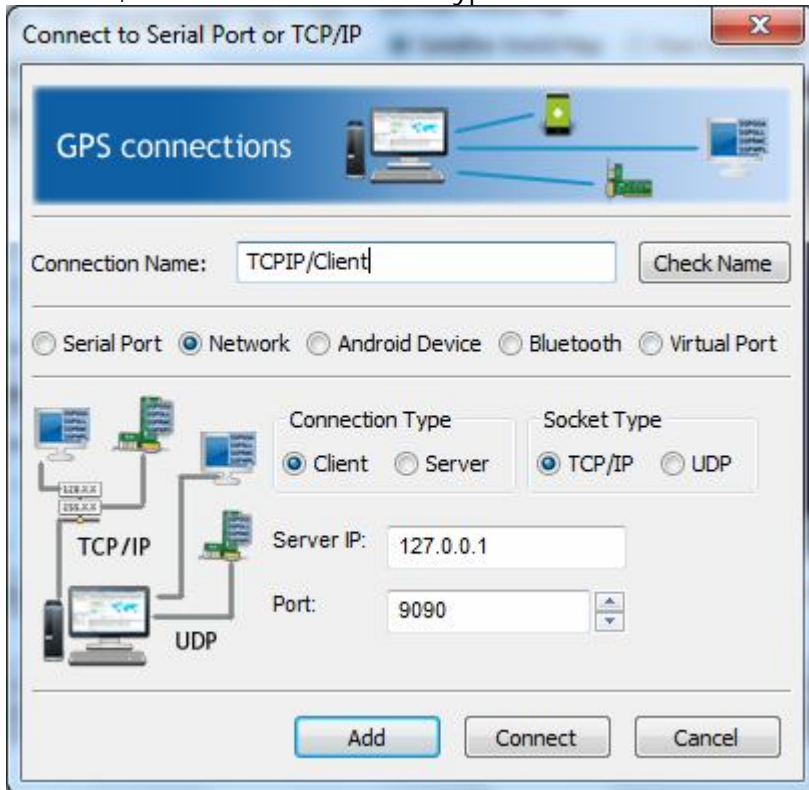 Connect to Serial Port or TCP/IP
GPS connections
Connection Name: TCPIP/Client Check Name
Serial Port Network Android Device Bluetooth Virtual Port
Connection Type Socket Type
Client Server TCP/IP UDP
TCP/IP
Server IP: 127.0.0.1
Port: 9090
UDP
Add Connect Cancel